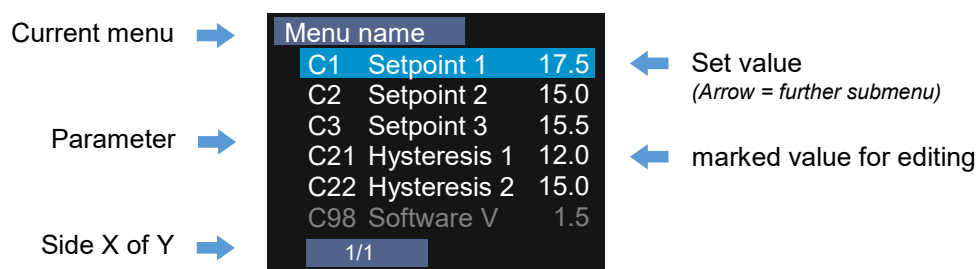 Current menu
Menu name
C1 Setpoint 1 17.5
Set value
(Arrow = further submenu)
C2 Setpoint 2 15.0
C3 Setpoint 3 15.5
Parameter
C21 Hysteresis 1 12.0
marked value for editing
C22 Hysteresis 2 15.0
C98 Software V 1.5
Side X of Y
1/1